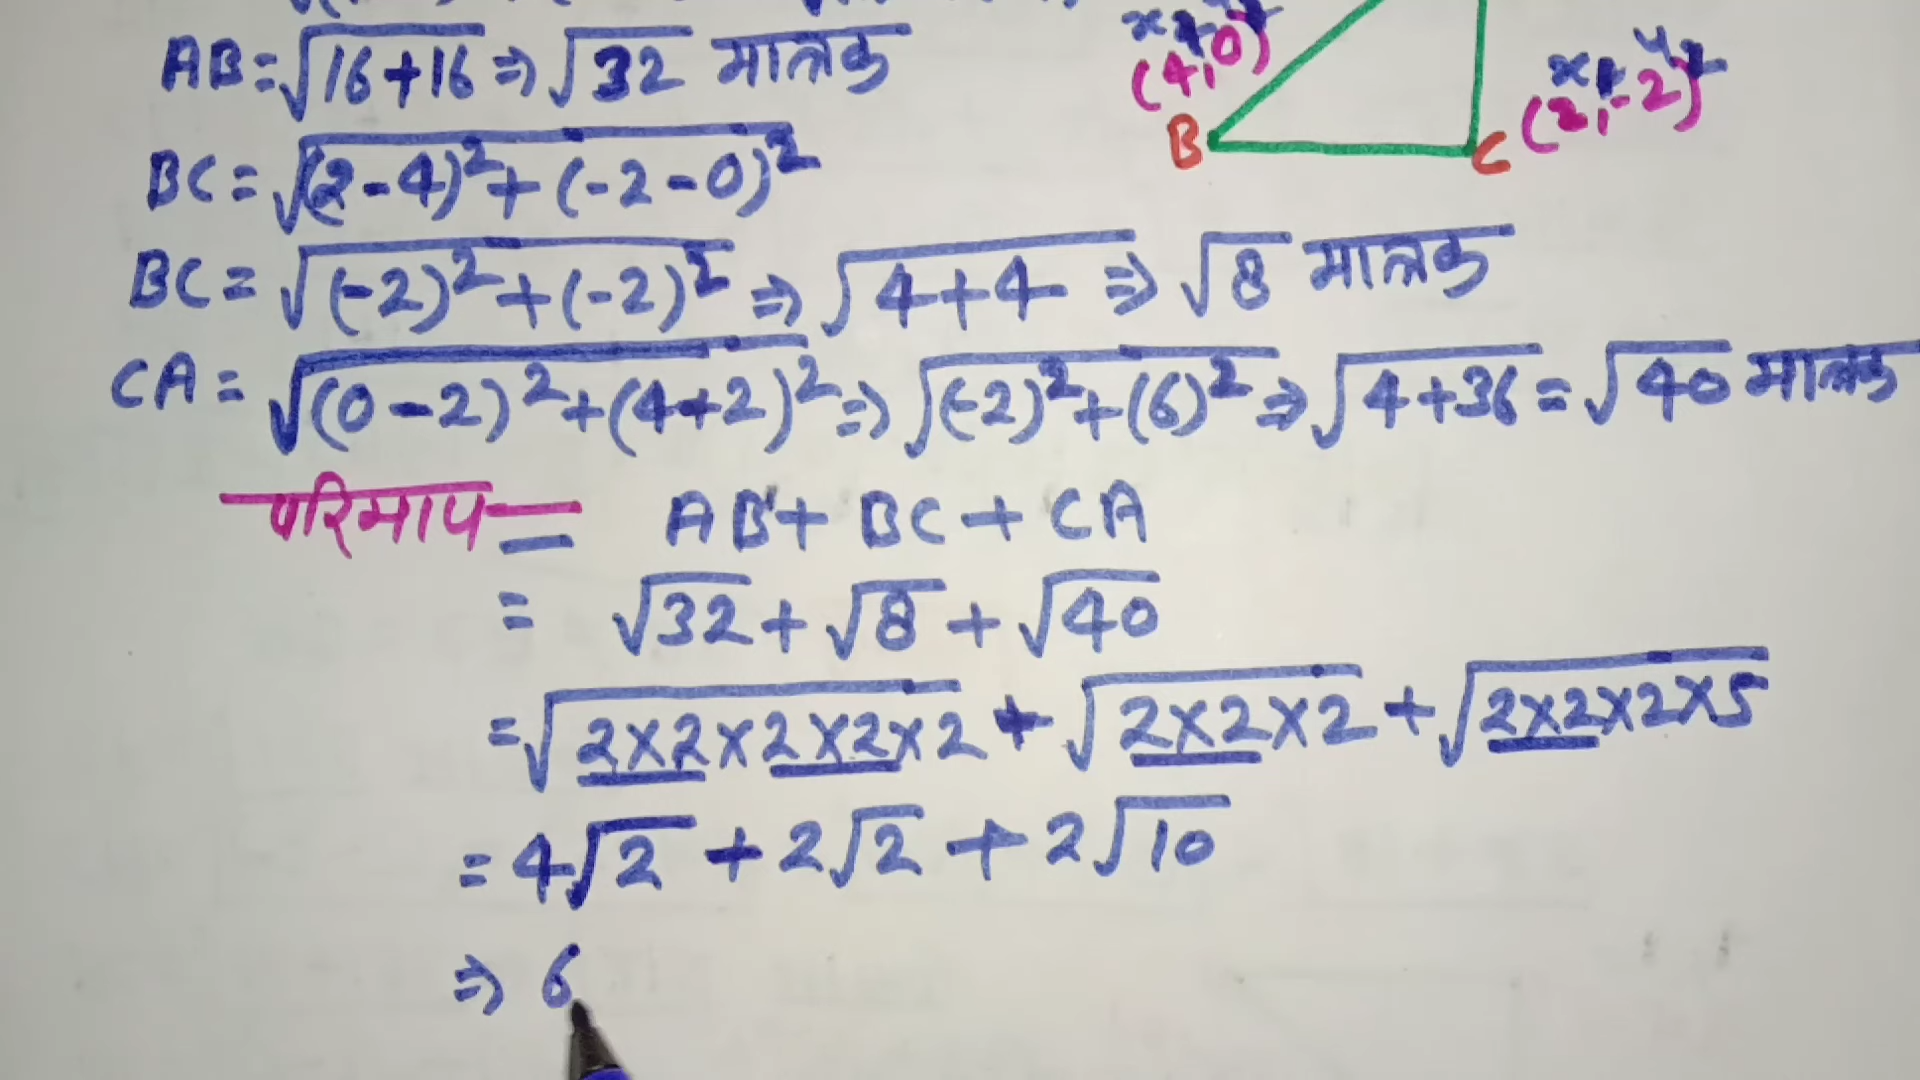 AB=√16+16⇒√32 मात्रक
BC=√(2-4)²+(-2-0)²
BC=√(-2)²+(-2)²⇒√4+4⇒√8 मात्रक
CA=√(0-2)²+(4+2)²⇒√(-2)²+(6)²⇒√4+36=√40 मात्रक
परिमाप = AB+BC+CA
= √32+√8+√40
=√2×2×2×2×2+√2×2×2+√2×2×2×5
=4√2+2√2+2√10
⇒6
(4,0)
B
C
(2,-2)